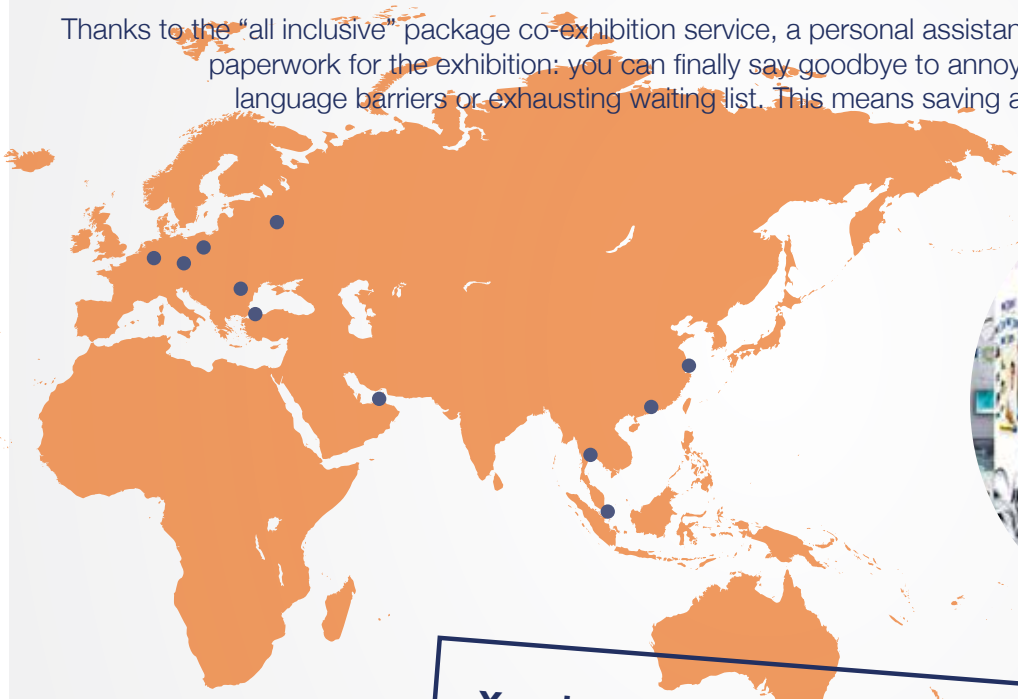 Thanks to the “all inclusive” package co-exhibition service, a personal assistan
paperwork for the exhibition: you can finally say goodbye to annoy
language barriers or exhausting waiting list. This means saving a